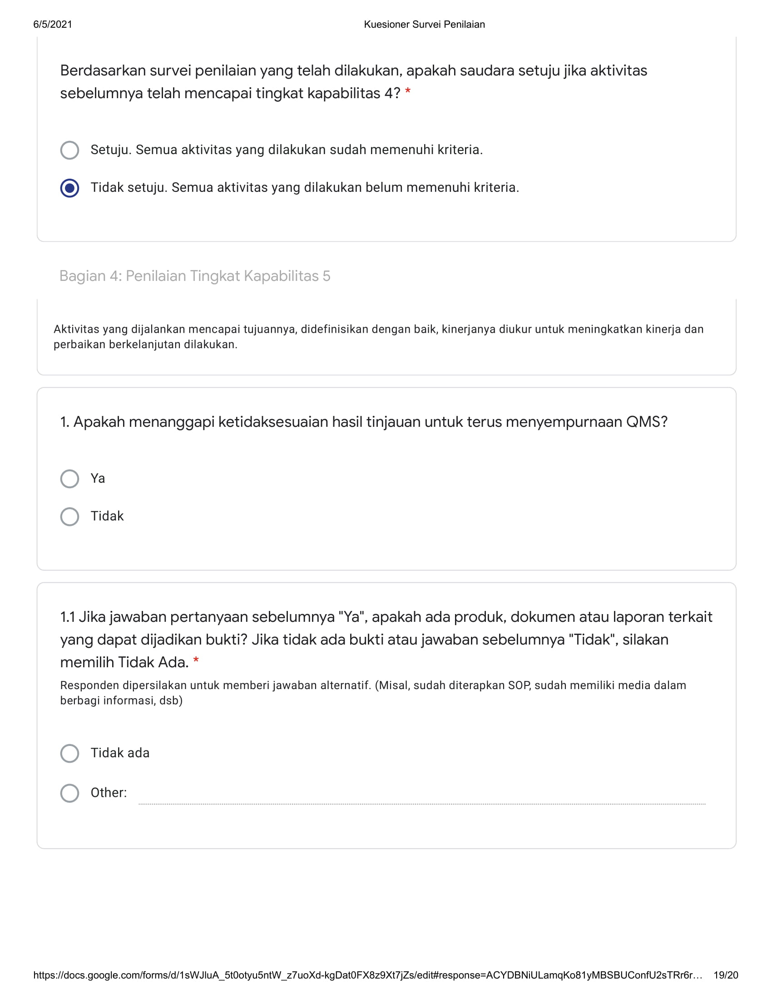 6/5/2021 Kuesioner Survei Penilaian
Berdasarkan survei penilaian yang telah dilakukan, apakah saudara setuju jika aktivitas
sebelumnya telah mencapai tingkat kapabilitas 4? *
Setuju. Semua aktivitas yang dilakukan sudah memenuhi kriteria.
Tidak setuju. Semua aktivitas yang dilakukan belum memenuhi kriteria.
Bagian 4: Penilaian Tingkat Kapabilitas 5
Aktivitas yang dijalankan mencapai tujuannya, didefinisikan dengan baik, kinerjanya diukur untuk meningkatkan kinerja dan
perbaikan berkelanjutan dilakukan.
1. Apakah menanggapi ketidaksesuaian hasil tinjauan untuk terus menyempurnaan QMS?
Ya
Tidak
1.1 Jika jawaban pertanyaan sebelumnya "Ya", apakah ada produk, dokumen atau laporan terkait
yang dapat dijadikan bukti? Jika tidak ada bukti atau jawaban sebelumnya "Tidak", silakan
memilih Tidak Ada. *
Responden dipersilakan untuk memberi jawaban alternatif. (Misal, sudah diterapkan SOP, sudah memiliki media dalam
berbagi informasi, dsb)
Tidak ada
Other:
https://docs.google.com/forms/d/1sWJIuA_5t0otyu5ntW_z7uoXd-kgDat0FX8z9Xt7jZs/edit#response=ACYDBNiULamqKo81yMBSBUConfU2sTRr6r… 19/20